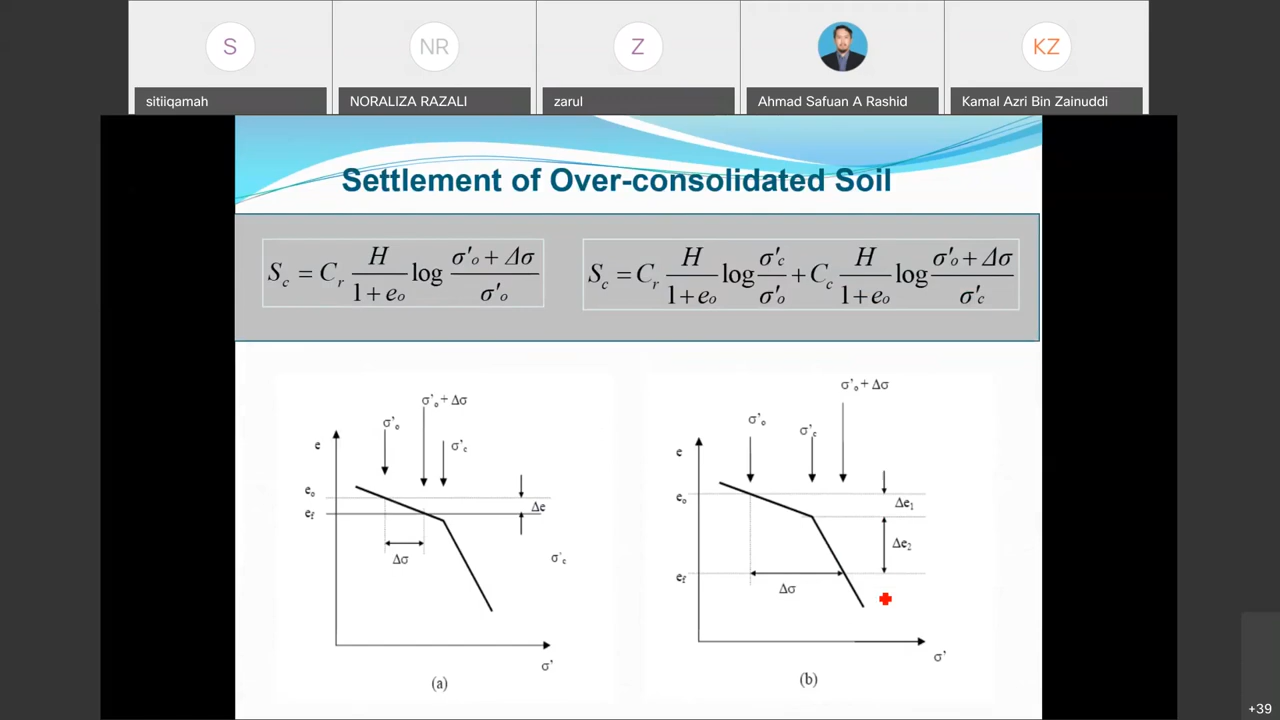 S NR Z KZ
sitiiqamah NORALIZA RAZALI zarul Ahmad Safuan A Rashid Kamal Azri Bin Zainuddi
Settlement of Over-consolidated Soil
S_c = C_r H/(1 + e_o) log (σ'_o + Δσ)/σ'_o
S_c = C_r H/(1 + e_o) log σ'_c/σ'_o + C_c H/(1 + e_o) log (σ'_o + Δσ)/σ'_c
σ'_o + Δσ
σ'_o
σ'_c
e
e_o
e_f
Δe
Δσ
σ'_c
σ'
(a)
σ'_o + Δσ
σ'_o
σ'_c
e
e_o
Δe₁
Δe₂
e_f
Δσ
σ'
(b)
+39